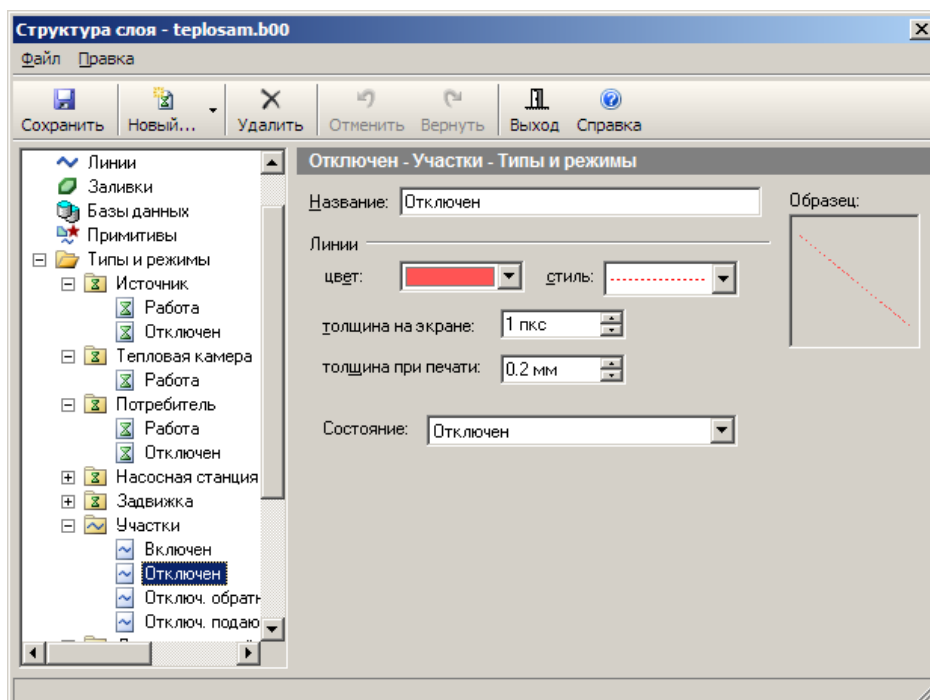 Структура слоя - teplosam.b00
Файл Правка
Сохранить Новый... Удалить Отменить Вернуть Выход Справка
Линии
Заливки
Базы данных
Примитивы
Типы и режимы
Источник
Работа
Отключен
Тепловая камера
Работа
Потребитель
Работа
Отключен
Насосная станция
Задвижка
Участки
Включен
Отключен
Отключ. обратн
Отключ. подаю
Отключен - Участки - Типы и режимы
Название: Отключен
Образец:
Линии
цвет: стиль:
толщина на экране: 1 пкс
толщина при печати: 0.2 мм
Состояние: Отключен